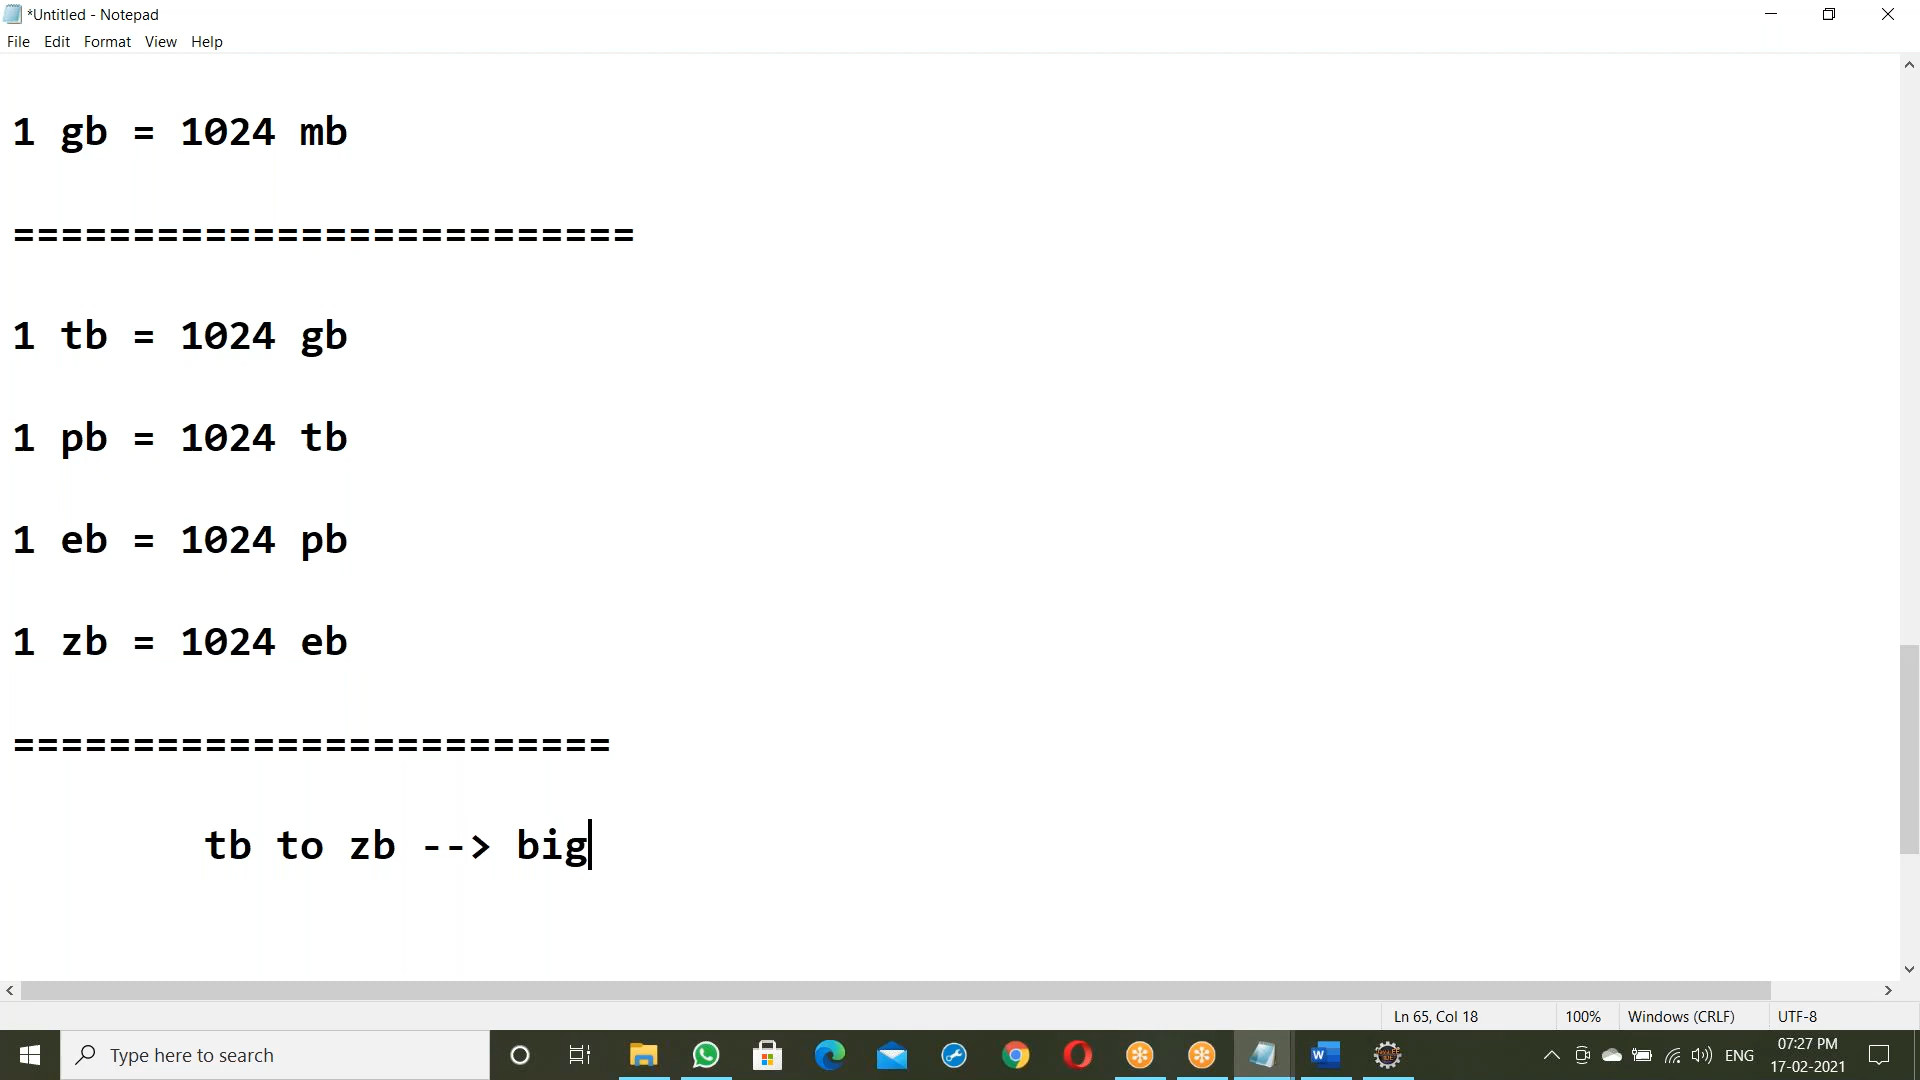 *Untitled - Notepad
File Edit Format View Help
1 gb = 1024 mb
==========================
1 tb = 1024 gb
1 pb = 1024 tb
1 eb = 1024 pb
1 zb = 1024 eb
=========================
tb to zb --> big
Ln 65, Col 18 100% Windows (CRLF) UTF-8
Type here to search
ENG
07:27 PM
17-02-2021